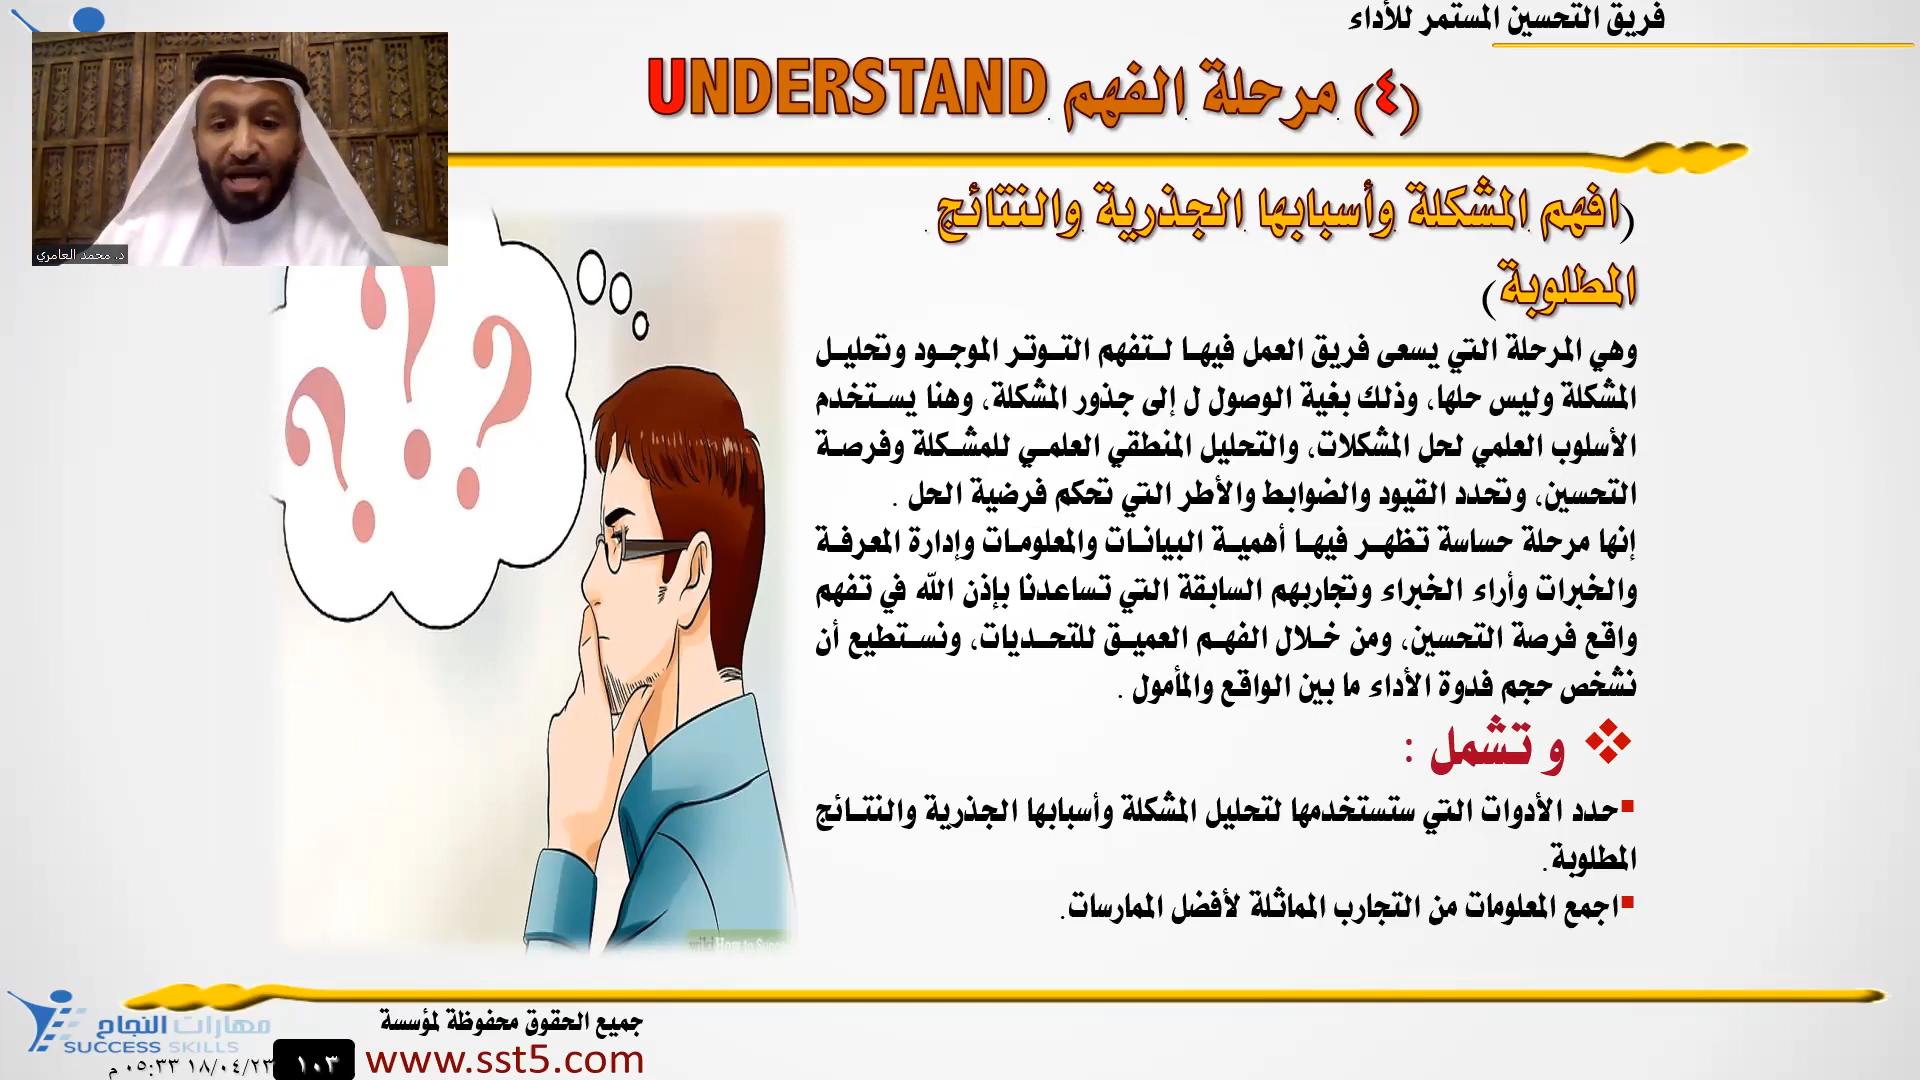 فريق التحسين المستمر للأداء
(٤) مرحلة الفهم UNDERSTAND
د. محمد العامري
(افهم المشكلة وأسبابها الجذرية والنتائج
المطلوبة)
وهي المرحلة التي يسعى فريق العمل فيها لتفهم التوتر الموجود وتحليل
المشكلة وليس حلها، وذلك بغية الوصول ل إلى جذور المشكلة، وهنا يستخدم
الأسلوب العلمي لحل المشكلات، والتحليل المنطقي العلمي للمشكلة وفرصة
التحسين، وتحدد القيود والضوابط والأطر التي تحكم فرضية الحل .
إنها مرحلة حساسة تظهر فيها أهمية البيانات والمعلومات وإدارة المعرفة
والخبرات وأراء الخبراء وتجاربهم السابقة التي تساعدنا بإذن الله في تفهم
واقع فرصة التحسين، ومن خلال الفهم العميق للتحديات، ونستطيع أن
نشخص حجم فدوة الأداء ما بين الواقع والمأمول .
و تشمل :
حدد الأدوات التي ستستخدمها لتحليل المشكلة وأسبابها الجذرية والنتائج
المطلوبة.
اجمع المعلومات من التجارب المماثلة لأفضل الممارسات.
جميع الحقوق محفوظة لمؤسسة
www.sst5.com
مهارات النجاح
SUCCESS SKILLS
١٠٣
١٨/٠٤/٢٣ ٠٥:٣٣ م